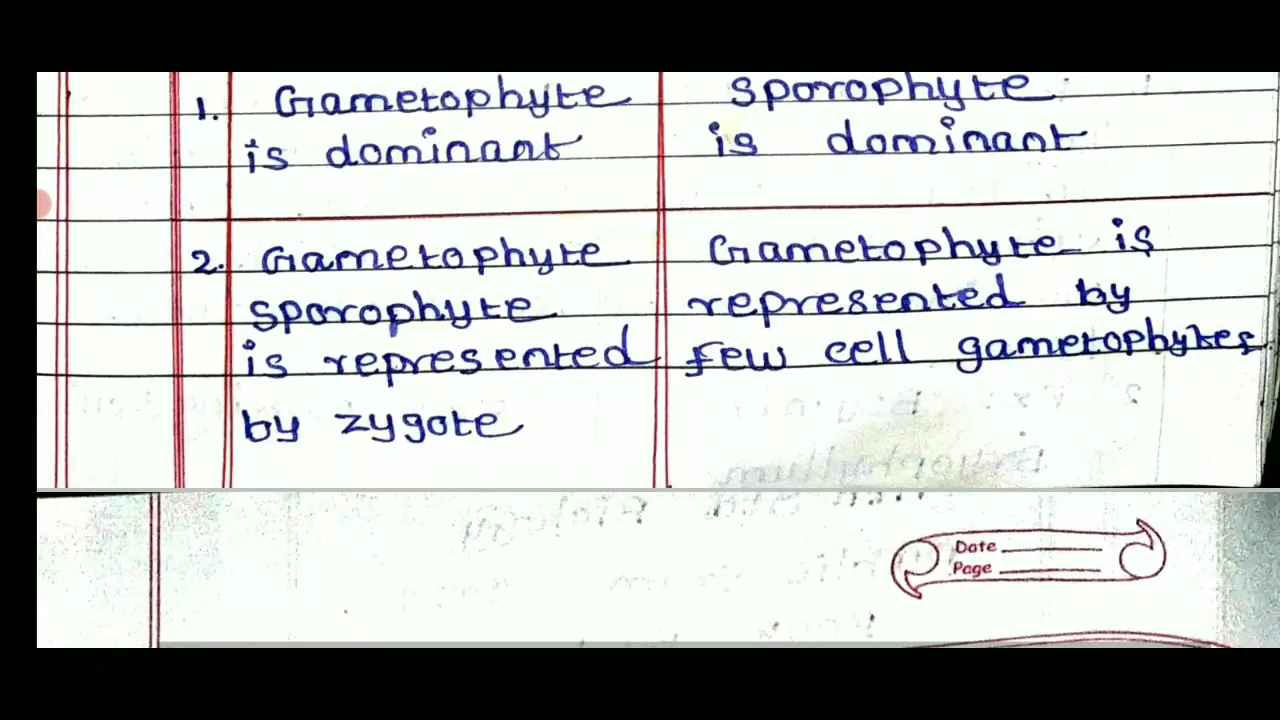 1. Gametophyte
is dominant
Sporophyte
is dominant
2. Gametophyte
sporophyte
is represented
by zygote
Gametophyte is
represented by
few cell gametophytes
Date
Page